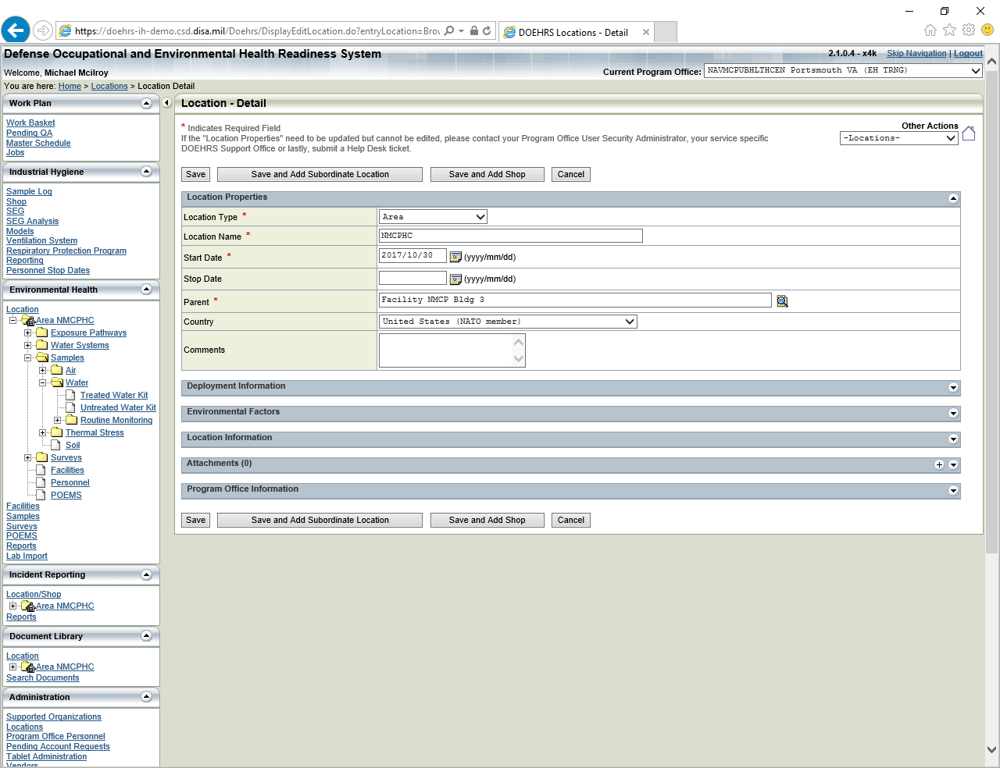 https://doehrs-ih-demo.csd.disa.mil/Doehrs/DisplayEditLocation.do?entryLocation=Brov
DOEHRS Locations - Detail
Defense Occupational and Environmental Health Readiness System
2.1.0.4 - x4k Skip Navigation | Logout
Welcome, Michael Mcilroy
Current Program Office: NAVMCPUBHLTHCEN Portsmouth VA (EH TRNG)
You are here: Home > Locations > Location Detail
Work Plan
Work Basket
Pending QA
Master Schedule
Jobs
Industrial Hygiene
Sample Log
Shop
SEG
SEG Analysis
Models
Ventilation System
Respiratory Protection Program
Reporting
Personnel Stop Dates
Environmental Health
Location
Area NMCPHC
Exposure Pathways
Water Systems
Samples
Air
Water
Treated Water Kit
Untreated Water Kit
Routine Monitoring
Thermal Stress
Soil
Surveys
Facilities
Personnel
POEMS
Facilities
Samples
Surveys
POEMS
Reports
Lab Import
Incident Reporting
Location/Shop
Area NMCPHC
Reports
Document Library
Location
Area NMCPHC
Search Documents
Administration
Supported Organizations
Locations
Program Office Personnel
Pending Account Requests
Tablet Administration
Vendors
Location - Detail
* Indicates Required Field
If the "Location Properties" need to be updated but cannot be edited, please contact your Program Office User Security Administrator, your service specific
DOEHRS Support Office or lastly, submit a Help Desk ticket.
Other Actions
-Locations-
Save Save and Add Subordinate Location Save and Add Shop Cancel
Location Properties
Location Type * Area
Location Name * NMCPHC
Start Date * 2017/10/30 (yyyy/mm/dd)
Stop Date (yyyy/mm/dd)
Parent * Facility NMCP Bldg 3
Country United States (NATO member)
Comments
Deployment Information
Environmental Factors
Location Information
Attachments (0)
Program Office Information
Save Save and Add Subordinate Location Save and Add Shop Cancel